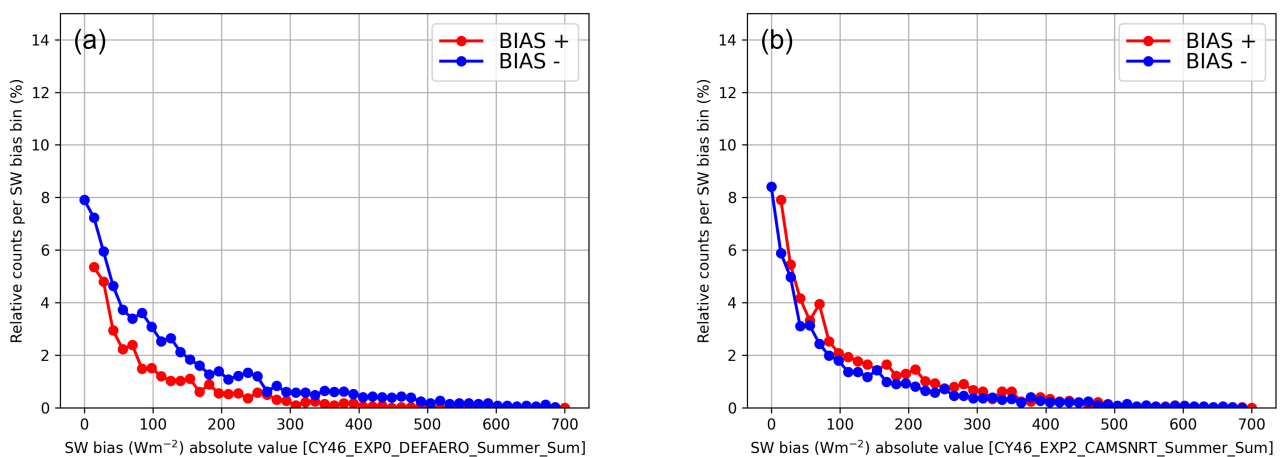 (a)
BIAS +
BIAS -
Relative counts per SW bias bin (%)
14
12
10
8
6
4
2
0
0 100 200 300 400 500 600 700
SW bias (Wm⁻²) absolute value [CY46_EXP0_DEFAERO_Summer_Sum]
(b)
BIAS +
BIAS -
Relative counts per SW bias bin (%)
14
12
10
8
6
4
2
0
0 100 200 300 400 500 600 700
SW bias (Wm⁻²) absolute value [CY46_EXP2_CAMSNRT_Summer_Sum]